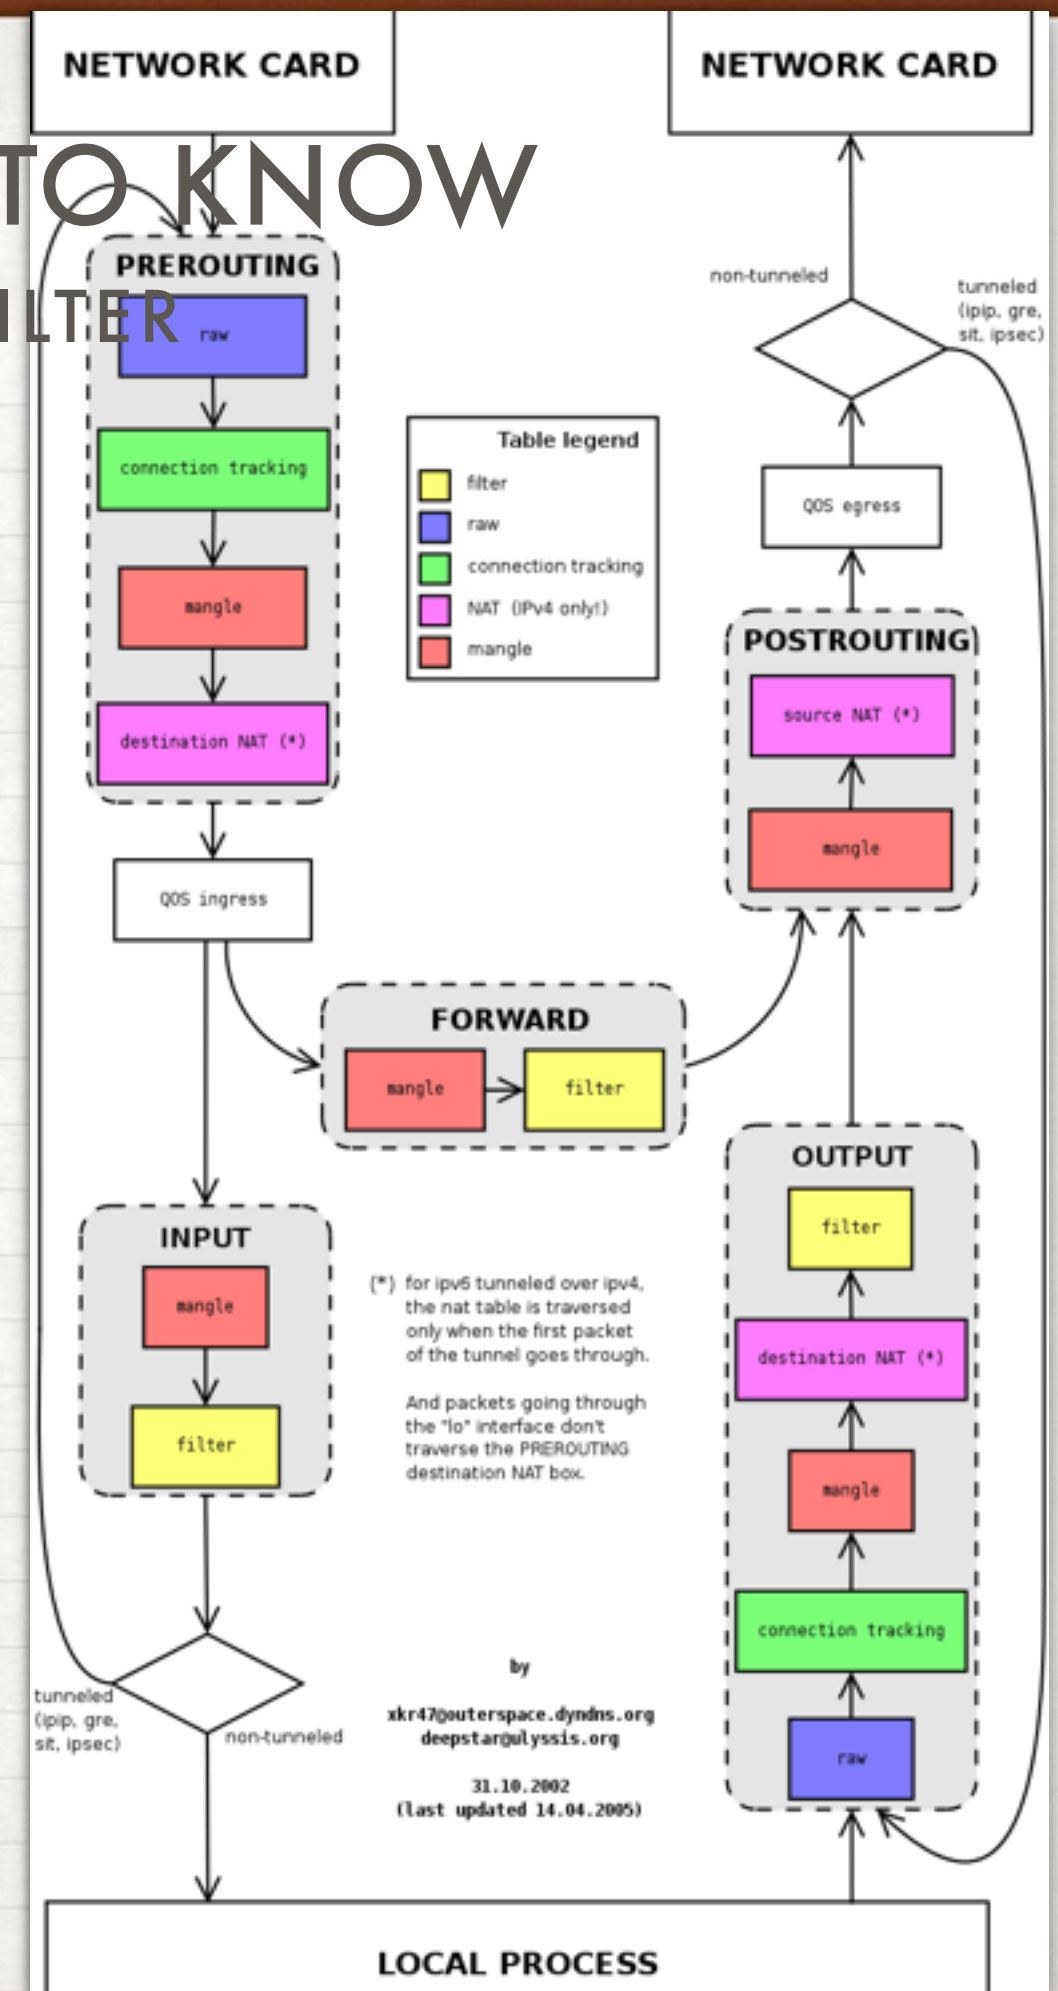 NETWORK CARD
NETWORK CARD
TO KNOW
ILTER
PREROUTING
raw
connection tracking
mangle
destination NAT (*)
QOS ingress
Table legend
filter
raw
connection tracking
NAT (IPv4 only!)
mangle
non-tunneled
tunneled
(ipip, gre,
sit, ipsec)
QOS egress
POSTROUTING
source NAT (*)
mangle
FORWARD
mangle
filter
INPUT
mangle
filter
(*) for ipv6 tunneled over ipv4,
the nat table is traversed
only when the first packet
of the tunnel goes through.
And packets going through
the "lo" interface don't
traverse the PREROUTING
destination NAT box.
OUTPUT
filter
destination NAT (*)
mangle
connection tracking
raw
tunneled
(ipip, gre,
sit, ipsec)
non-tunneled
by
xkr47@outerspace.dyndns.org
deepstar@ulyssis.org
31.10.2002
(last updated 14.04.2005)
LOCAL PROCESS